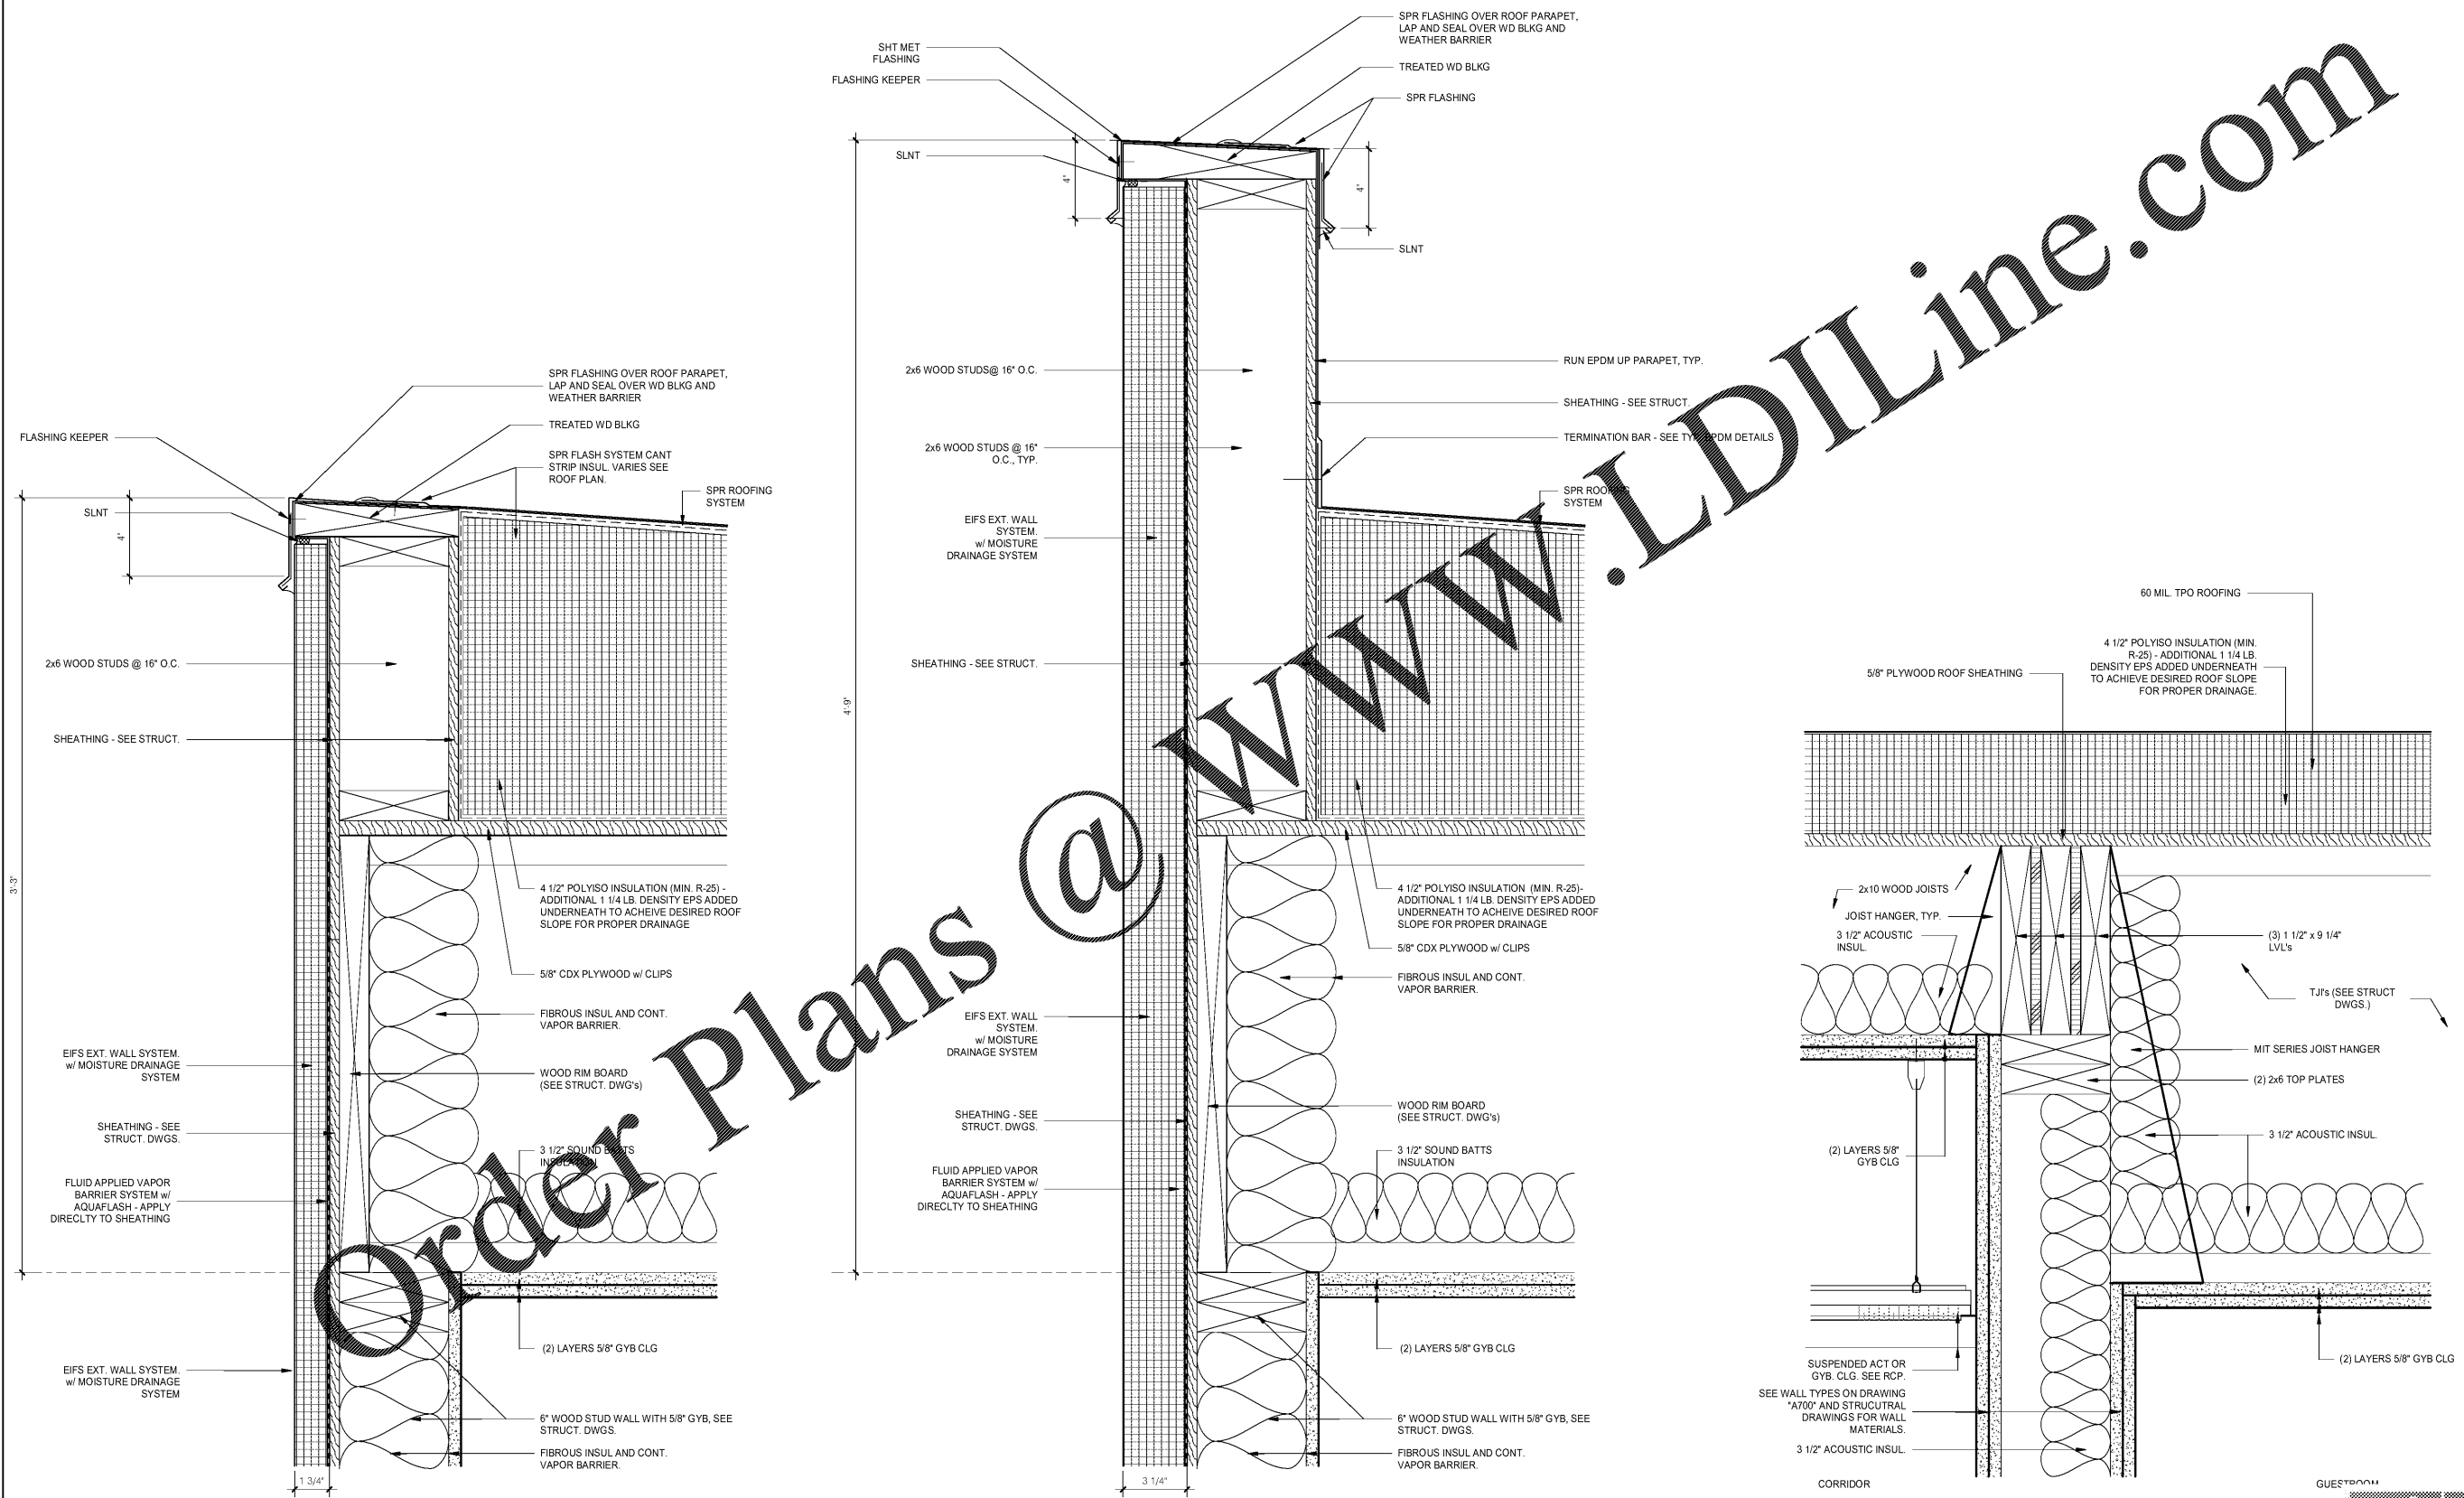 SPR FLASHING OVER ROOF PARAPET,
LAP AND SEAL OVER WD BLKG AND
WEATHER BARRIER
TREATED WD BLKG
FLASHING KEEPER
SPR FLASH SYSTEM CANT
STRIP INSUL. VARIES SEE
ROOF PLAN.
SPR ROOFING
SYSTEM
SLNT
4"
2x6 WOOD STUDS @ 16" O.C.
SHEATHING - SEE STRUCT.
3'-3"
4 1/2" POLYISO INSULATION (MIN. R-25) -
ADDITIONAL 1 1/4 LB. DENSITY EPS ADDED
UNDERNEATH TO ACHEIVE DESIRED ROOF
SLOPE FOR PROPER DRAINAGE
5/8" CDX PLYWOOD w/ CLIPS
FIBROUS INSUL AND CONT.
VAPOR BARRIER.
EIFS EXT. WALL SYSTEM.
w/ MOISTURE DRAINAGE
SYSTEM
WOOD RIM BOARD
(SEE STRUCT. DWG's)
SHEATHING - SEE
STRUCT. DWGS.
3 1/2" SOUND BATTS
INSULATION
FLUID APPLIED VAPOR
BARRIER SYSTEM w/
AQUAFLASH - APPLY
DIRECLTY TO SHEATHING
(2) LAYERS 5/8" GYB CLG
EIFS EXT. WALL SYSTEM.
w/ MOISTURE DRAINAGE
SYSTEM
6" WOOD STUD WALL WITH 5/8" GYB, SEE
STRUCT. DWGS.
FIBROUS INSUL AND CONT.
VAPOR BARRIER.
1 3/4"
SPR FLASHING OVER ROOF PARAPET,
LAP AND SEAL OVER WD BLKG AND
WEATHER BARRIER
SHT MET
FLASHING
TREATED WD BLKG
FLASHING KEEPER
SPR FLASHING
SLNT
4"
4"
SLNT
RUN EPDM UP PARAPET, TYP.
2x6 WOOD STUDS@ 16" O.C.
SHEATHING - SEE STRUCT.
TERMINATION BAR - SEE TYP. EPDM DETAILS
2x6 WOOD STUDS @ 16"
O.C., TYP.
SPR ROOFING
SYSTEM
EIFS EXT. WALL
SYSTEM.
w/ MOISTURE
DRAINAGE SYSTEM
SHEATHING - SEE STRUCT.
4'-9"
4 1/2" POLYISO INSULATION (MIN. R-25)-
ADDITIONAL 1 1/4 LB. DENSITY EPS ADDED
UNDERNEATH TO ACHEIVE DESIRED ROOF
SLOPE FOR PROPER DRAINAGE
5/8" CDX PLYWOOD w/ CLIPS
FIBROUS INSUL AND CONT.
VAPOR BARRIER.
EIFS EXT. WALL
SYSTEM.
w/ MOISTURE
DRAINAGE SYSTEM
WOOD RIM BOARD
(SEE STRUCT. DWG's)
SHEATHING - SEE
STRUCT. DWGS.
3 1/2" SOUND BATTS
INSULATION
FLUID APPLIED VAPOR
BARRIER SYSTEM w/
AQUAFLASH - APPLY
DIRECLTY TO SHEATHING
(2) LAYERS 5/8" GYB CLG
6" WOOD STUD WALL WITH 5/8" GYB, SEE
STRUCT. DWGS.
FIBROUS INSUL AND CONT.
VAPOR BARRIER.
3 1/4"
60 MIL. TPO ROOFING
4 1/2" POLYISO INSULATION (MIN.
R-25) - ADDITIONAL 1 1/4 LB.
DENSITY EPS ADDED UNDERNEATH
TO ACHIEVE DESIRED ROOF SLOPE
FOR PROPER DRAINAGE.
5/8" PLYWOOD ROOF SHEATHING
2x10 WOOD JOISTS
JOIST HANGER, TYP.
3 1/2" ACOUSTIC
INSUL.
(3) 1 1/2" x 9 1/4"
LVL's
TJI's (SEE STRUCT
DWGS.)
MIT SERIES JOIST HANGER
(2) 2x6 TOP PLATES
3 1/2" ACOUSTIC INSUL.
(2) LAYERS 5/8"
GYB CLG
(2) LAYERS 5/8" GYB CLG
SUSPENDED ACT OR
GYB. CLG. SEE RCP.
SEE WALL TYPES ON DRAWING
"A700" AND STRUCUTRAL
DRAWINGS FOR WALL
MATERIALS.
3 1/2" ACOUSTIC INSUL.
CORRIDOR
GUESTROOM
Order Plans @ www.LDILine.com